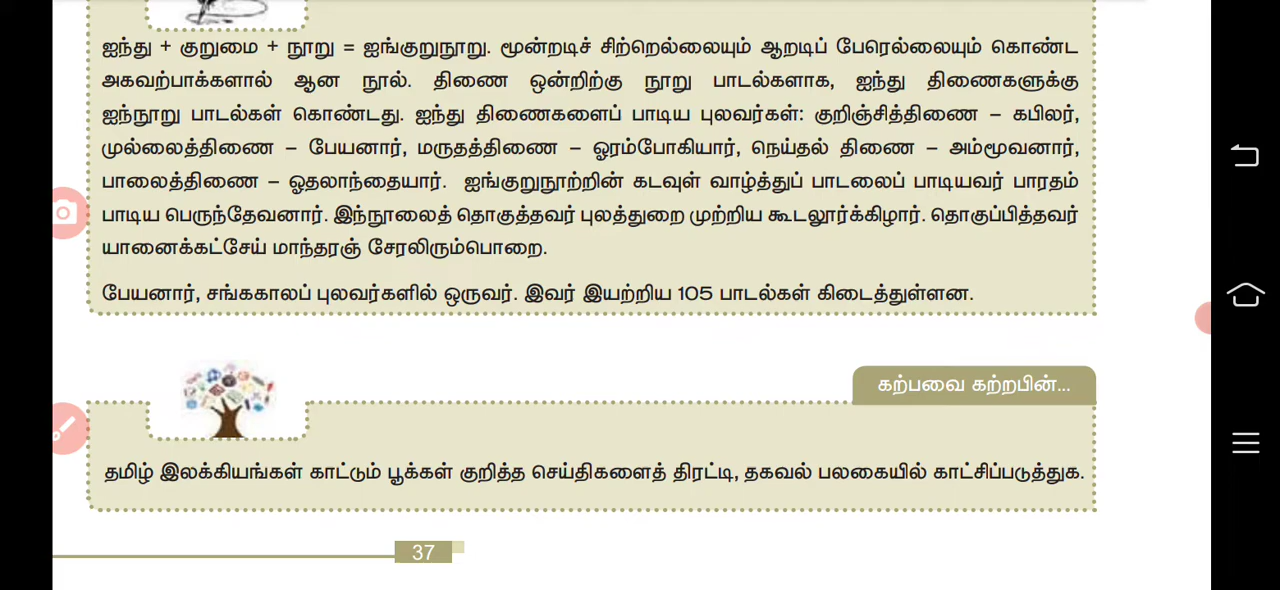 ஐந்து + குறுமை + நூறு = ஐங்குறுநூறு. மூன்றடிச் சிற்றெல்லையும் ஆறடிப் பேரெல்லையும் கொண்ட
அகவற்பாக்களால் ஆன நூல். திணை ஒன்றிற்கு நூறு பாடல்களாக, ஐந்து திணைகளுக்கு
ஐந்நூறு பாடல்கள் கொண்டது. ஐந்து திணைகளைப் பாடிய புலவர்கள்: குறிஞ்சித்திணை – கபிலர்,
முல்லைத்திணை – பேயனார், மருதத்திணை – ஓரம்போகியார், நெய்தல் திணை – அம்மூவனார்,
பாலைத்திணை – ஓதலாந்தையார். ஐங்குறுநூற்றின் கடவுள் வாழ்த்துப் பாடலைப் பாடியவர் பாரதம்
பாடிய பெருந்தேவனார். இந்நூலைத் தொகுத்தவர் புலத்துறை முற்றிய கூடலூர்க்கிழார். தொகுப்பித்தவர்
யானைக்கட்சேய் மாந்தரஞ் சேரலிரும்பொறை.
பேயனார், சங்ககாலப் புலவர்களில் ஒருவர். இவர் இயற்றிய 105 பாடல்கள் கிடைத்துள்ளன.
கற்பவை கற்றபின்...
தமிழ் இலக்கியங்கள் காட்டும் பூக்கள் குறித்த செய்திகளைத் திரட்டி, தகவல் பலகையில் காட்சிப்படுத்துக.
37